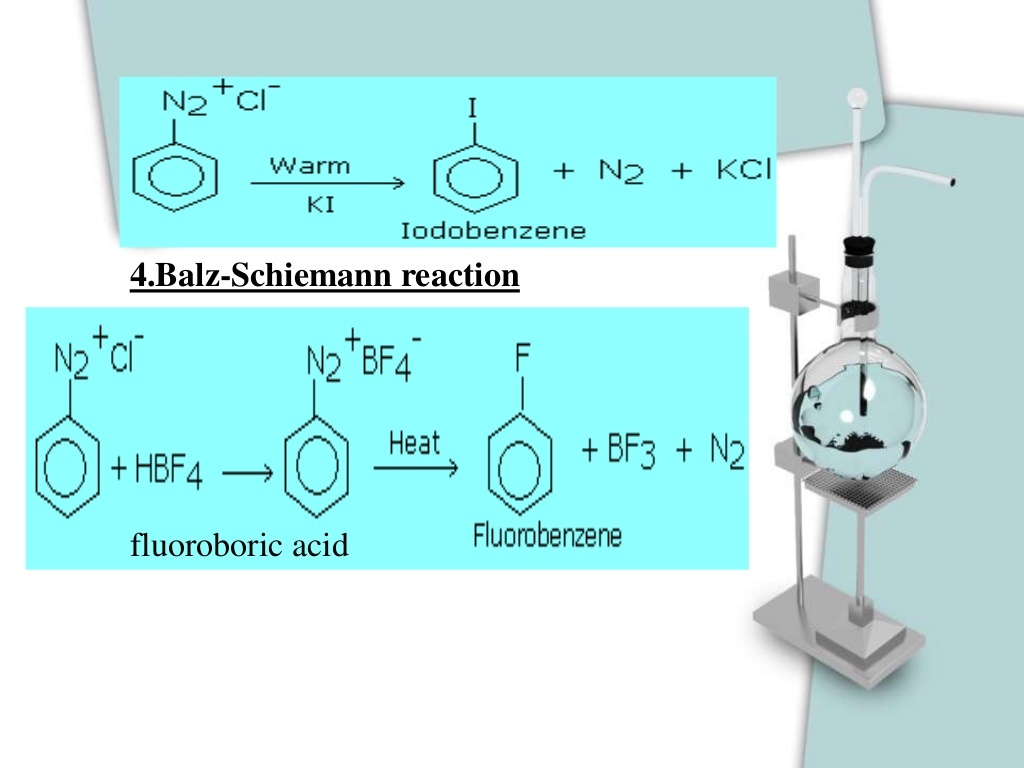 N2+Cl-
I
Warm
KI
+ N2 + KCl
Iodobenzene
4.Balz-Schiemann reaction
N2+Cl-
N2+BF4-
F
+ HBF4
Heat
+ BF3 + N2
fluoroboric acid
Fluorobenzene